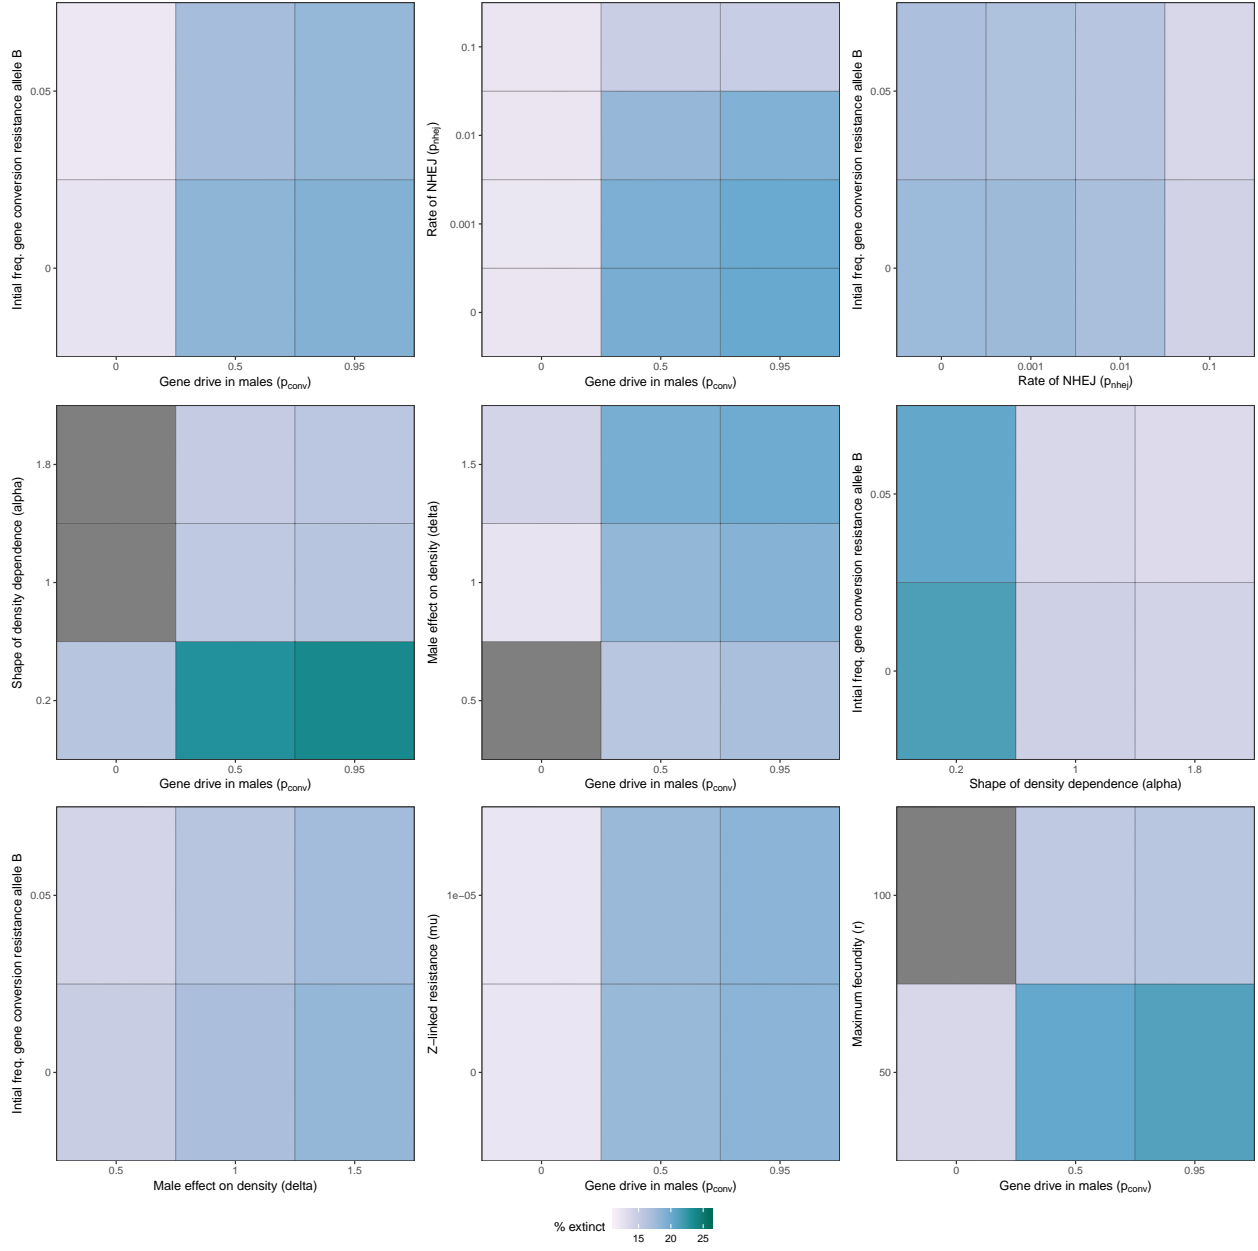 Intial freq. gene conversion resistance allele B
0.05
0
0
0.5
0.95
Gene drive in males (p_conv)
Rate of NHEJ (p_nhej)
0.1
0.01
0.001
0
0
0.5
0.95
Gene drive in males (p_conv)
Intial freq. gene conversion resistance allele B
0.05
0
0
0.001
0.01
0.1
Rate of NHEJ (p_nhej)
Shape of density dependence (alpha)
1.8
1
0.2
0
0.5
0.95
Gene drive in males (p_conv)
Male effect on density (delta)
1.5
1
0.5
0
0.5
0.95
Gene drive in males (p_conv)
Intial freq. gene conversion resistance allele B
0.05
0
0.2
1
1.8
Shape of density dependence (alpha)
Intial freq. gene conversion resistance allele B
0.05
0
0.5
1
1.5
Male effect on density (delta)
Z−linked resistance (mu)
1e−05
0
0
0.5
0.95
Gene drive in males (p_conv)
Maximum fecundity (r)
100
50
0
0.5
0.95
Gene drive in males (p_conv)
% extinct
15 20 25